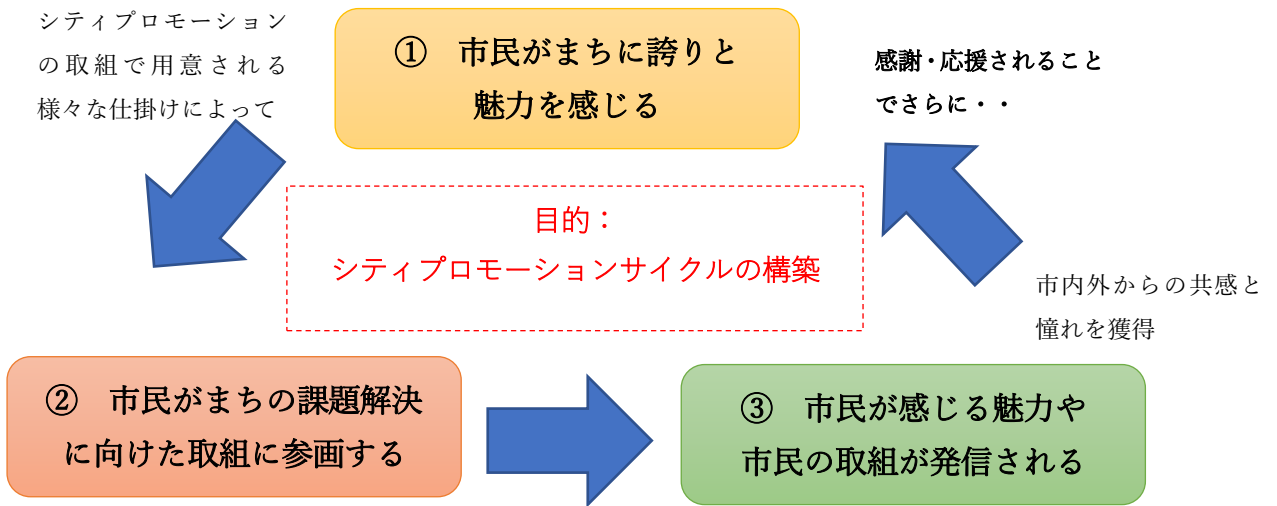 シティプロモーション
の取組で用意される
様々な仕掛けによって
① 市民がまちに誇りと
魅力を感じる
感謝・応援されること
でさらに・・
目的：
シティプロモーションサイクルの構築
市内外からの共感と
憧れを獲得
② 市民がまちの課題解決
に向けた取組に参画する
③ 市民が感じる魅力や
市民の取組が発信される